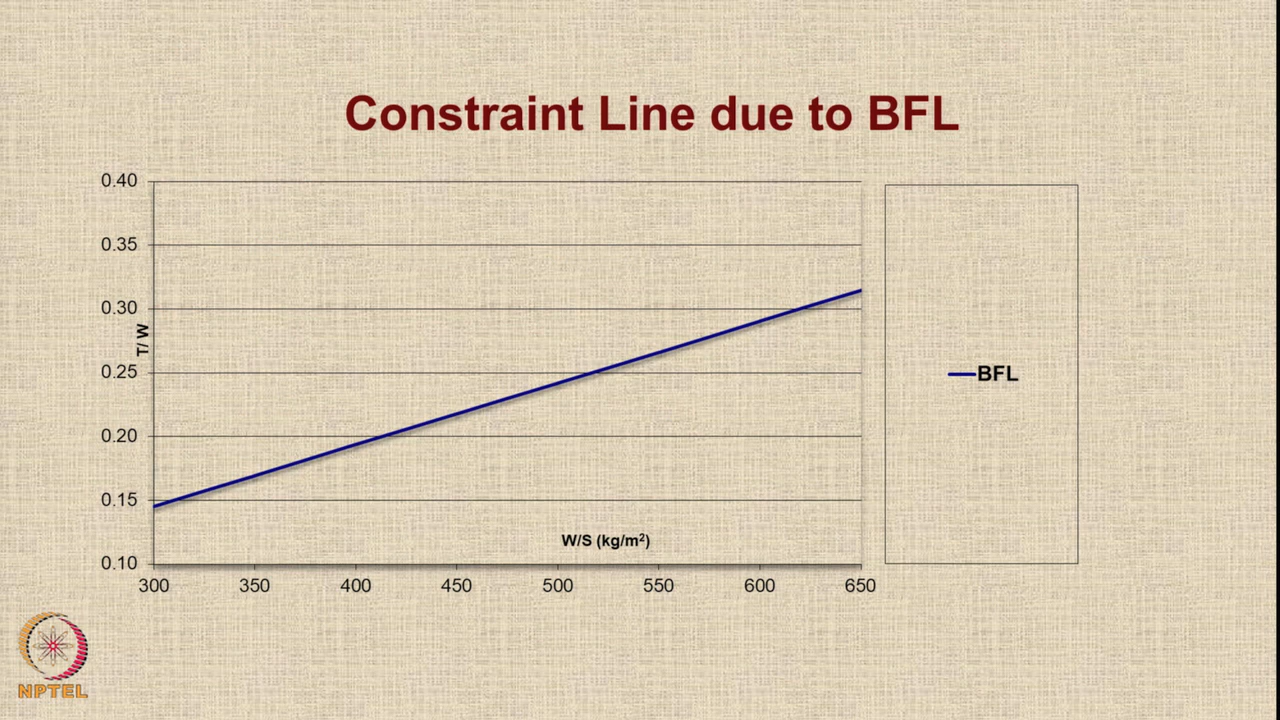 Constraint Line due to BFL
0.40
0.35
0.30
0.25
0.20
0.15
0.10
T/ W
W/S (kg/m²)
300 350 400 450 500 550 600 650
BFL
NPTEL